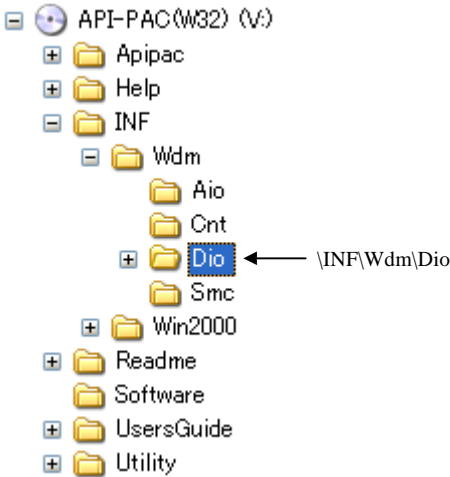 API-PAC(W32) (V:)
Apipac
Help
INF
Wdm
Aio
Cnt
Dio \INF\Wdm\Dio
Smc
Win2000
Readme
Software
UsersGuide
Utility